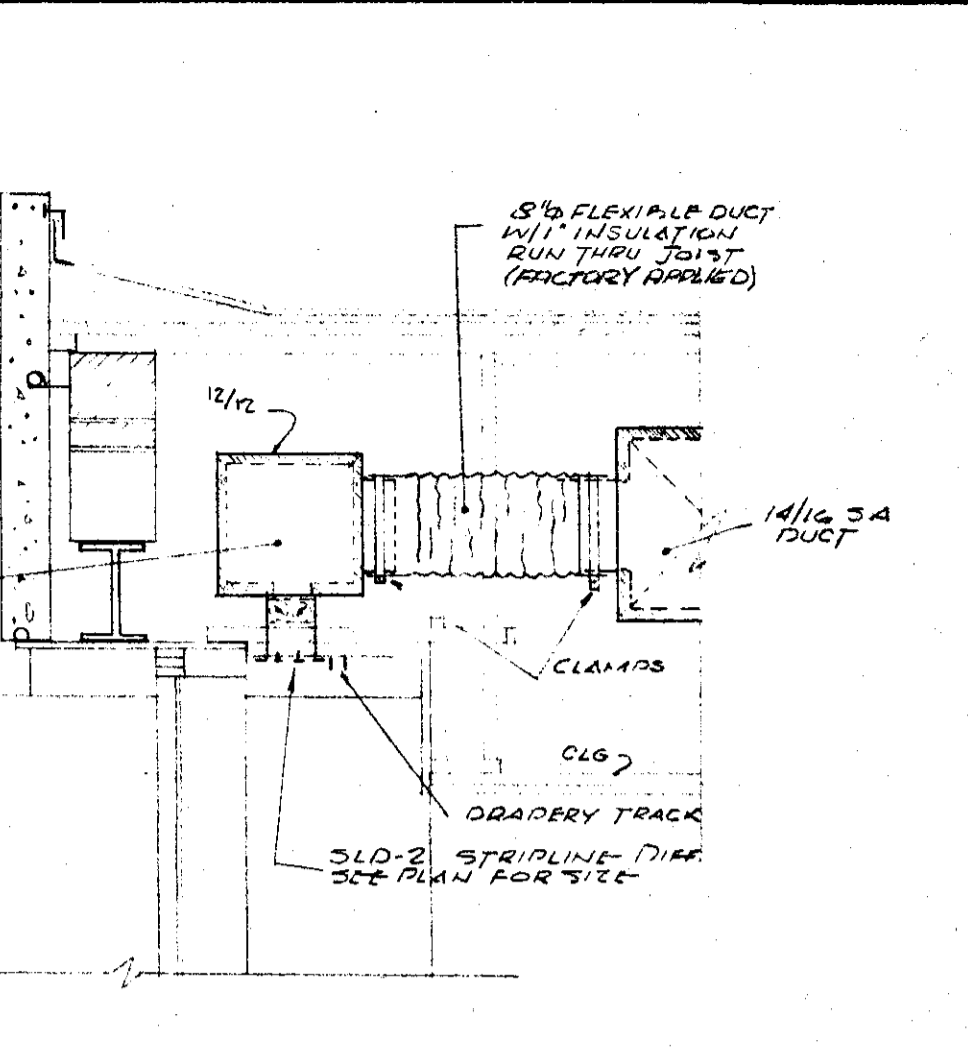 8"Φ FLEXIBLE DUCT
W/1" INSULATION
RUN THRU JOIST
(FACTORY APPLIED)
12/12
14/16 SA
DUCT
CLAMPS
CLG
DRAPERY TRACK
SLD-2 STRIPLINE DIFF.
SEE PLAN FOR SIZE